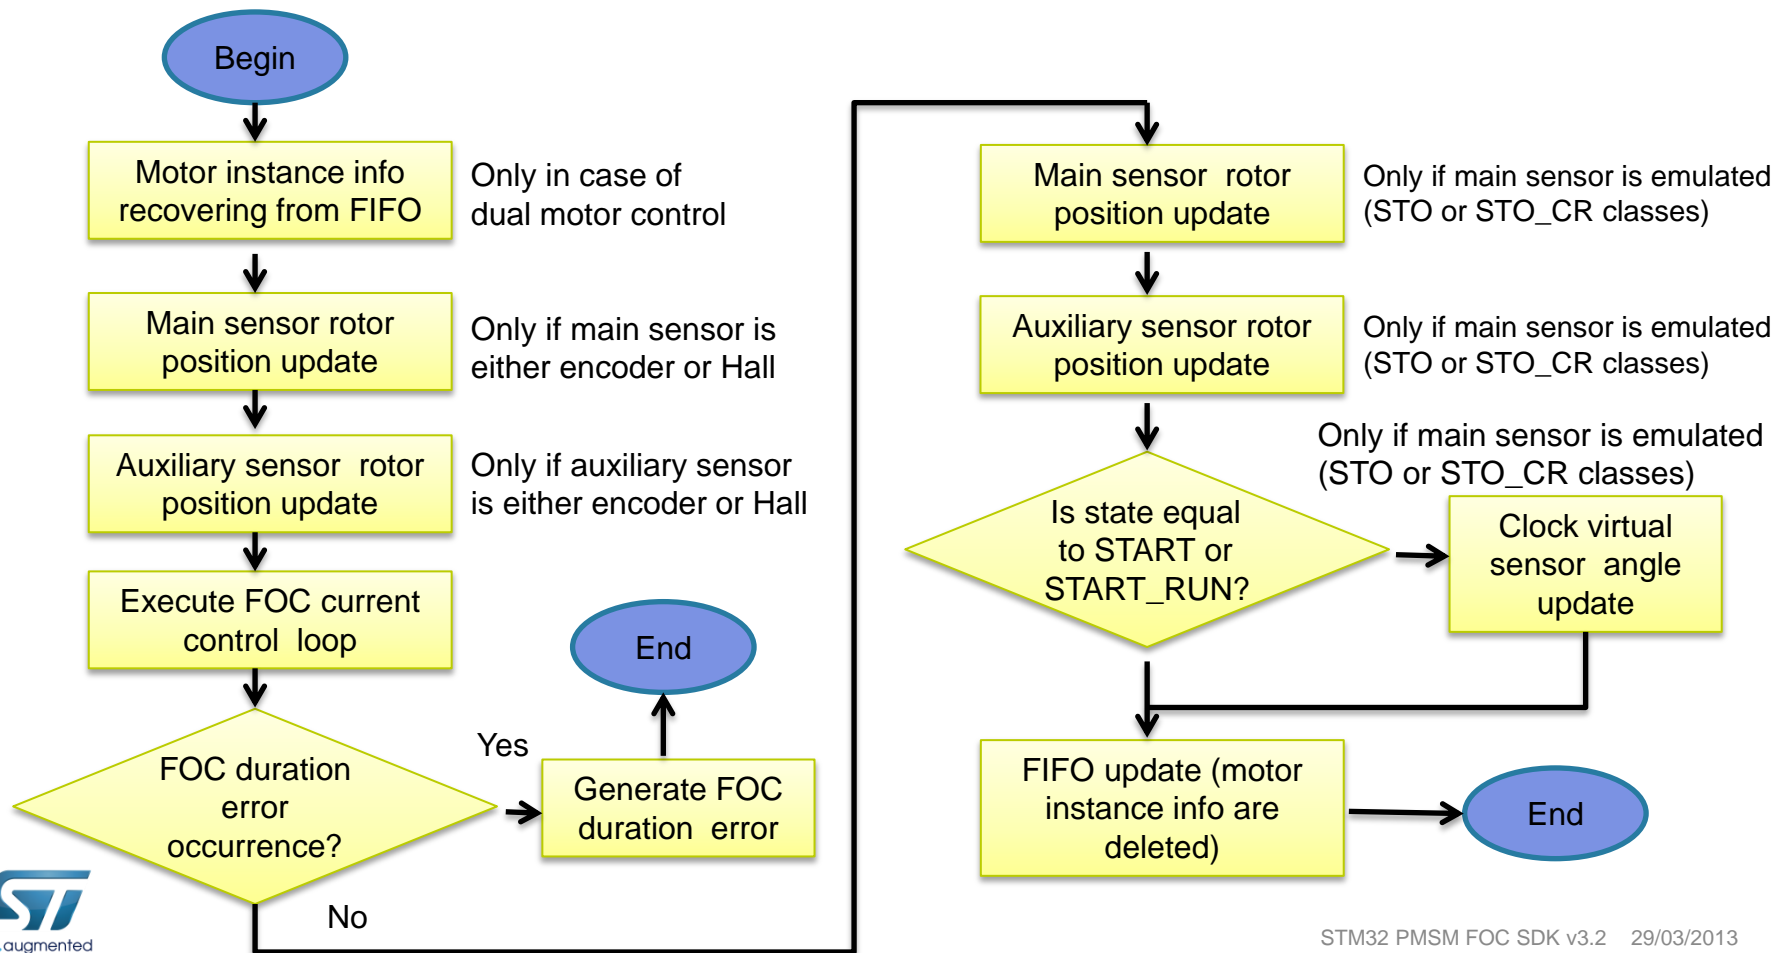 Begin
Motor instance info
recovering from FIFO
Only in case of
dual motor control
Main sensor rotor
position update
Only if main sensor is
either encoder or Hall
Auxiliary sensor rotor
position update
Only if auxiliary sensor
is either encoder or Hall
Execute FOC current
control loop
FOC duration
error
occurrence?
Yes
Generate FOC
duration error
End
No
Main sensor rotor
position update
Only if main sensor is emulated
(STO or STO_CR classes)
Auxiliary sensor rotor
position update
Only if main sensor is emulated
(STO or STO_CR classes)
Is state equal
to START or
START_RUN?
Only if main sensor is emulated
(STO or STO_CR classes)
Clock virtual
sensor angle
update
FIFO update (motor
instance info are
deleted)
End
ST
.augmented
STM32 PMSM FOC SDK v3.2 29/03/2013